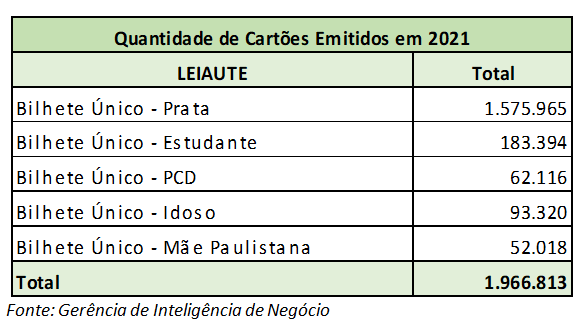 Quantidade de Cartões Emitidos em 2021
LEIAUTE Total
Bilhete Único - Prata 1.575.965
Bilhete Único - Estudante 183.394
Bilhete Único - PCD 62.116
Bilhete Único - Idoso 93.320
Bilhete Único - Mãe Paulistana 52.018
Total 1.966.813
Fonte: Gerência de Inteligência de Negócio